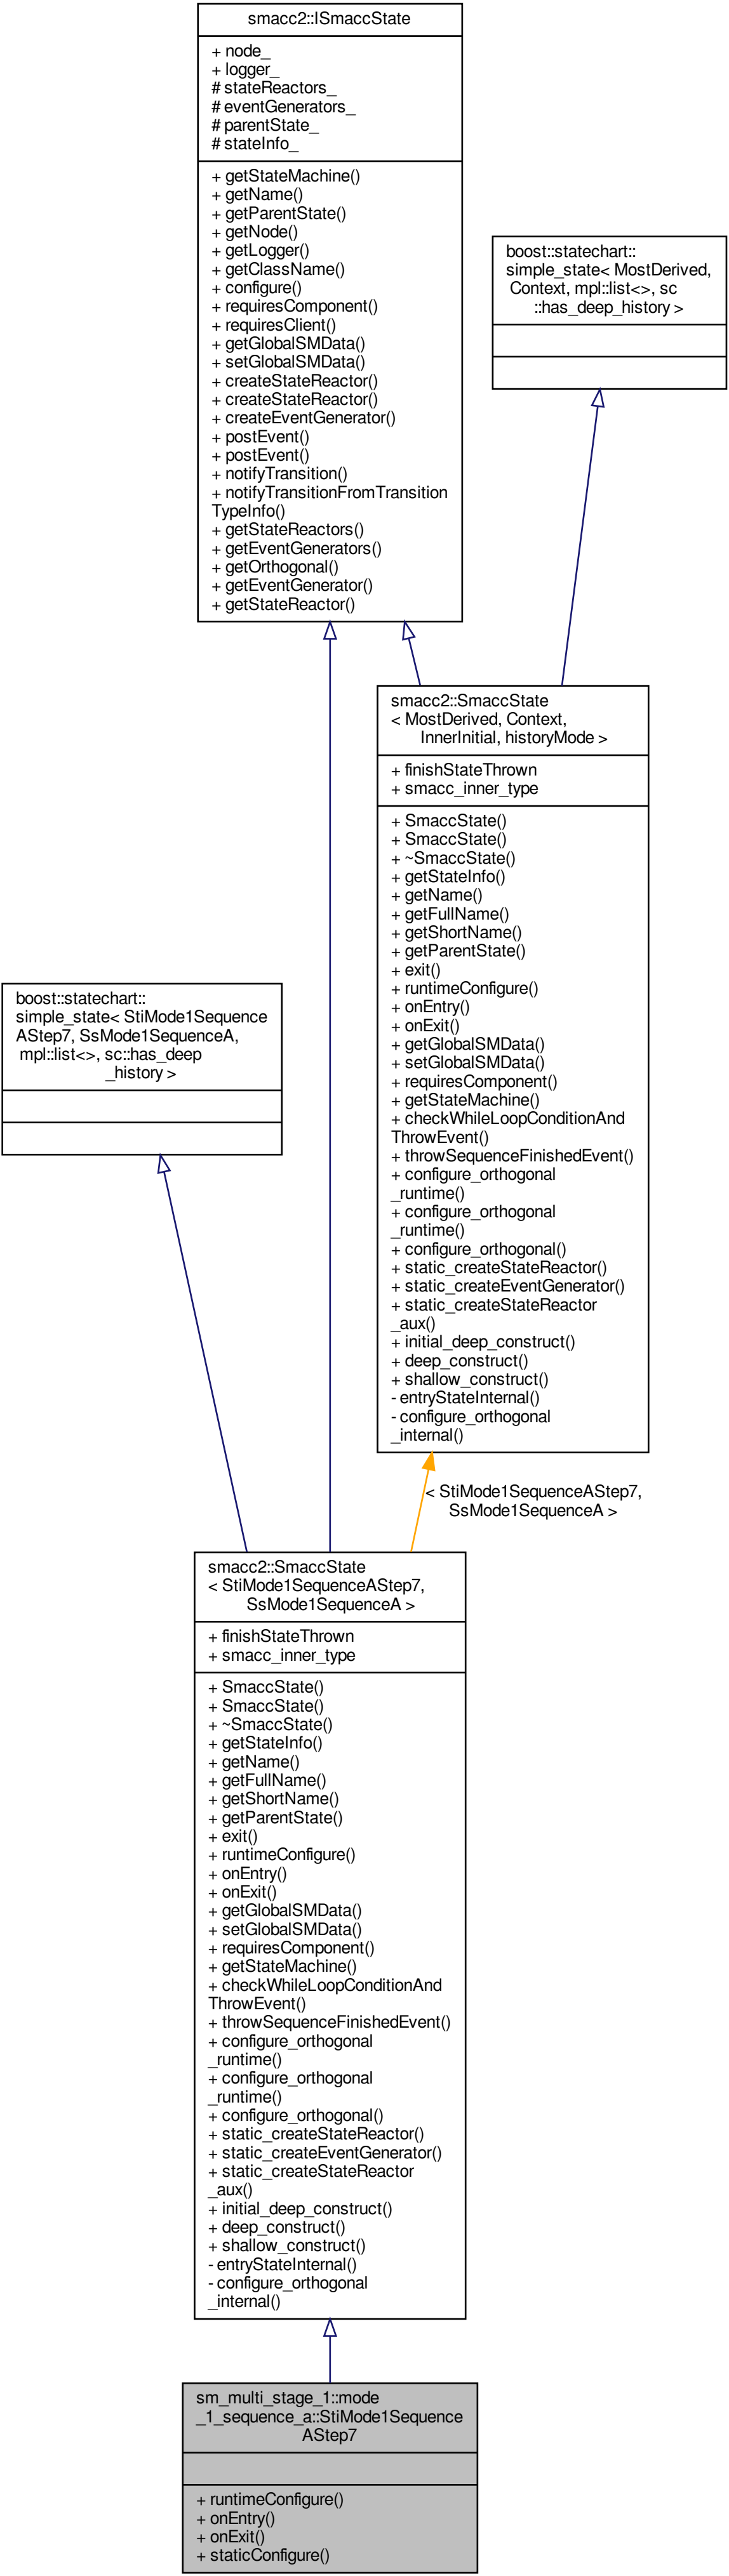 smacc2::ISmaccState
+ node_
+ logger_
# stateReactors_
# eventGenerators_
# parentState_
# stateInfo_
+ getStateMachine()
+ getName()
+ getParentState()
+ getNode()
+ getLogger()
+ getClassName()
+ configure()
+ requiresComponent()
+ requiresClient()
+ getGlobalSMData()
+ setGlobalSMData()
+ createStateReactor()
+ createStateReactor()
+ createEventGenerator()
+ postEvent()
+ postEvent()
+ notifyTransition()
+ notifyTransitionFromTransition
TypeInfo()
+ getStateReactors()
+ getEventGenerators()
+ getOrthogonal()
+ getEventGenerator()
+ getStateReactor()
boost::statechart::
simple_state< MostDerived,
Context, mpl::list<>, sc
::has_deep_history >
smacc2::SmaccState
< MostDerived, Context,
InnerInitial, historyMode >
+ finishStateThrown
+ smacc_inner_type
+ SmaccState()
+ SmaccState()
+ ~SmaccState()
+ getStateInfo()
+ getName()
+ getFullName()
+ getShortName()
+ getParentState()
+ exit()
+ runtimeConfigure()
+ onEntry()
+ onExit()
+ getGlobalSMData()
+ setGlobalSMData()
+ requiresComponent()
+ getStateMachine()
+ checkWhileLoopConditionAnd
ThrowEvent()
+ throwSequenceFinishedEvent()
+ configure_orthogonal
_runtime()
+ configure_orthogonal
_runtime()
+ configure_orthogonal()
+ static_createStateReactor()
+ static_createEventGenerator()
+ static_createStateReactor
_aux()
+ initial_deep_construct()
+ deep_construct()
+ shallow_construct()
- entryStateInternal()
- configure_orthogonal
_internal()
boost::statechart::
simple_state< StiMode1Sequence
AStep7, SsMode1SequenceA,
mpl::list<>, sc::has_deep
_history >
< StiMode1SequenceAStep7,
SsMode1SequenceA >
smacc2::SmaccState
< StiMode1SequenceAStep7,
SsMode1SequenceA >
+ finishStateThrown
+ smacc_inner_type
+ SmaccState()
+ SmaccState()
+ ~SmaccState()
+ getStateInfo()
+ getName()
+ getFullName()
+ getShortName()
+ getParentState()
+ exit()
+ runtimeConfigure()
+ onEntry()
+ onExit()
+ getGlobalSMData()
+ setGlobalSMData()
+ requiresComponent()
+ getStateMachine()
+ checkWhileLoopConditionAnd
ThrowEvent()
+ throwSequenceFinishedEvent()
+ configure_orthogonal
_runtime()
+ configure_orthogonal
_runtime()
+ configure_orthogonal()
+ static_createStateReactor()
+ static_createEventGenerator()
+ static_createStateReactor
_aux()
+ initial_deep_construct()
+ deep_construct()
+ shallow_construct()
- entryStateInternal()
- configure_orthogonal
_internal()
sm_multi_stage_1::mode
_1_sequence_a::StiMode1Sequence
AStep7
+ runtimeConfigure()
+ onEntry()
+ onExit()
+ staticConfigure()